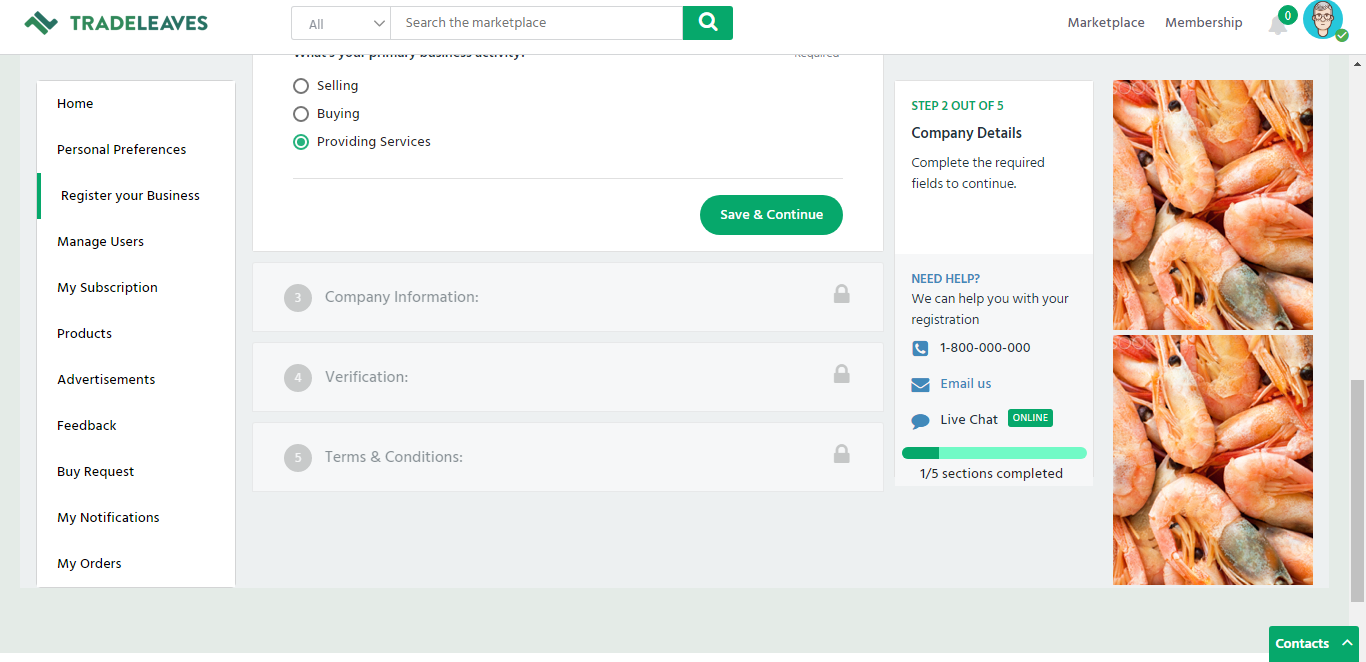 TRADELEAVES
All
Search the marketplace
Marketplace
Membership
0
Home
Personal Preferences
Register your Business
Manage Users
My Subscription
Products
Advertisements
Feedback
Buy Request
My Notifications
My Orders
What's your primary business activity?
Required
Selling
Buying
Providing Services
Save & Continue
3 Company Information:
4 Verification:
5 Terms & Conditions:
STEP 2 OUT OF 5
Company Details
Complete the required
fields to continue.
NEED HELP?
We can help you with your
registration
1-800-000-000
Email us
Live Chat ONLINE
1/5 sections completed
Contacts